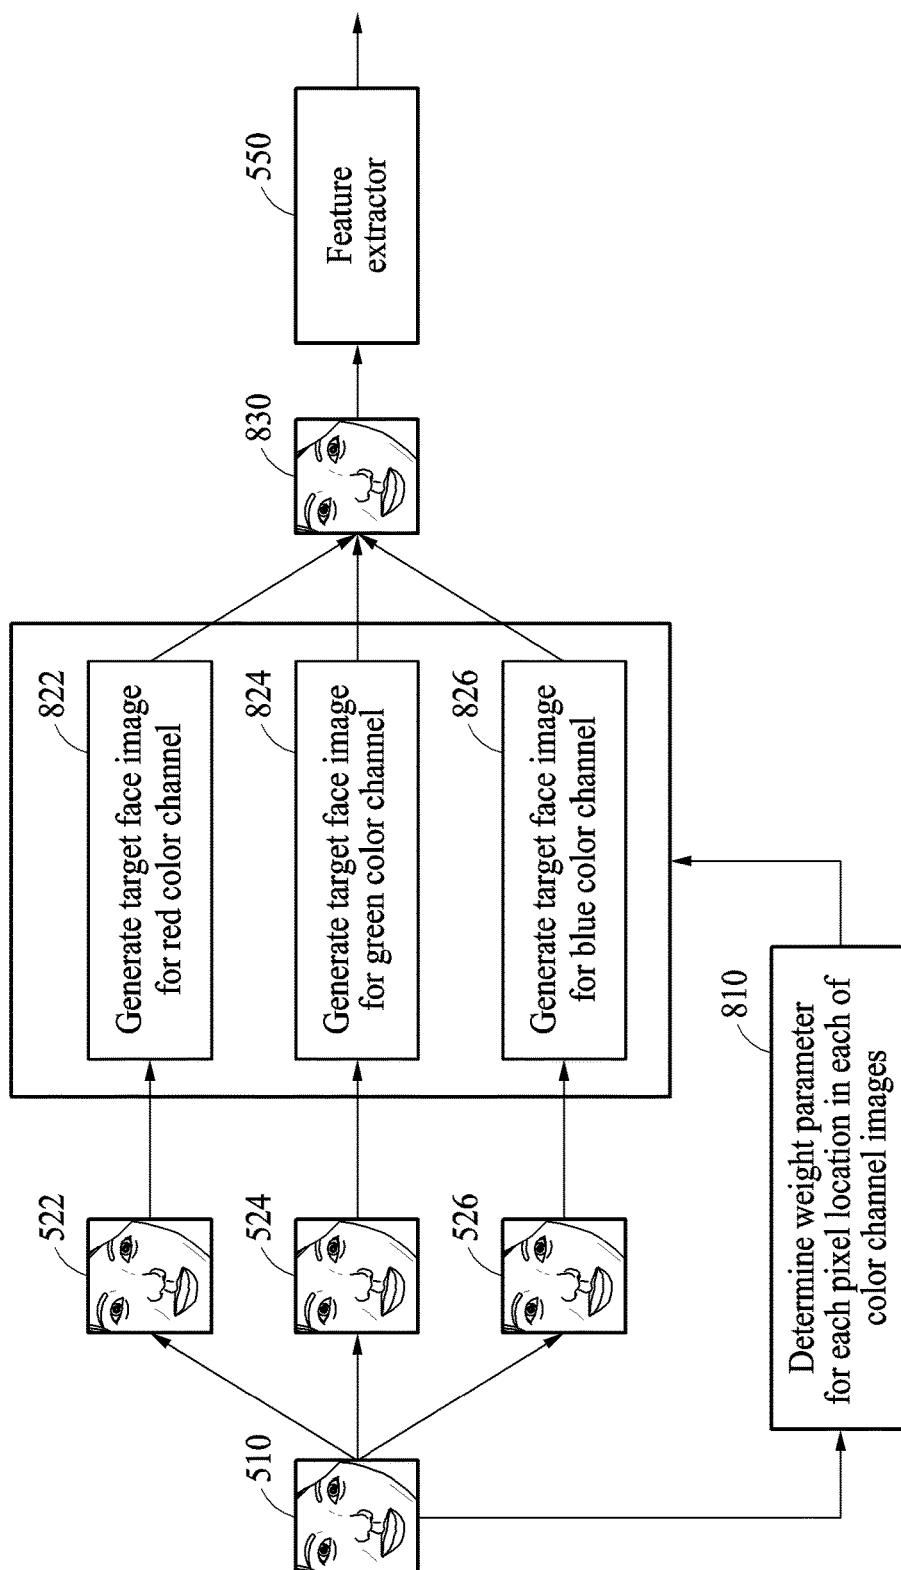 510
522
524
526
822
Generate target face image
for red color channel
824
Generate target face image
for green color channel
826
Generate target face image
for blue color channel
830
550
Feature
extractor
810
Determine weight parameter
for each pixel location in each of
color channel images